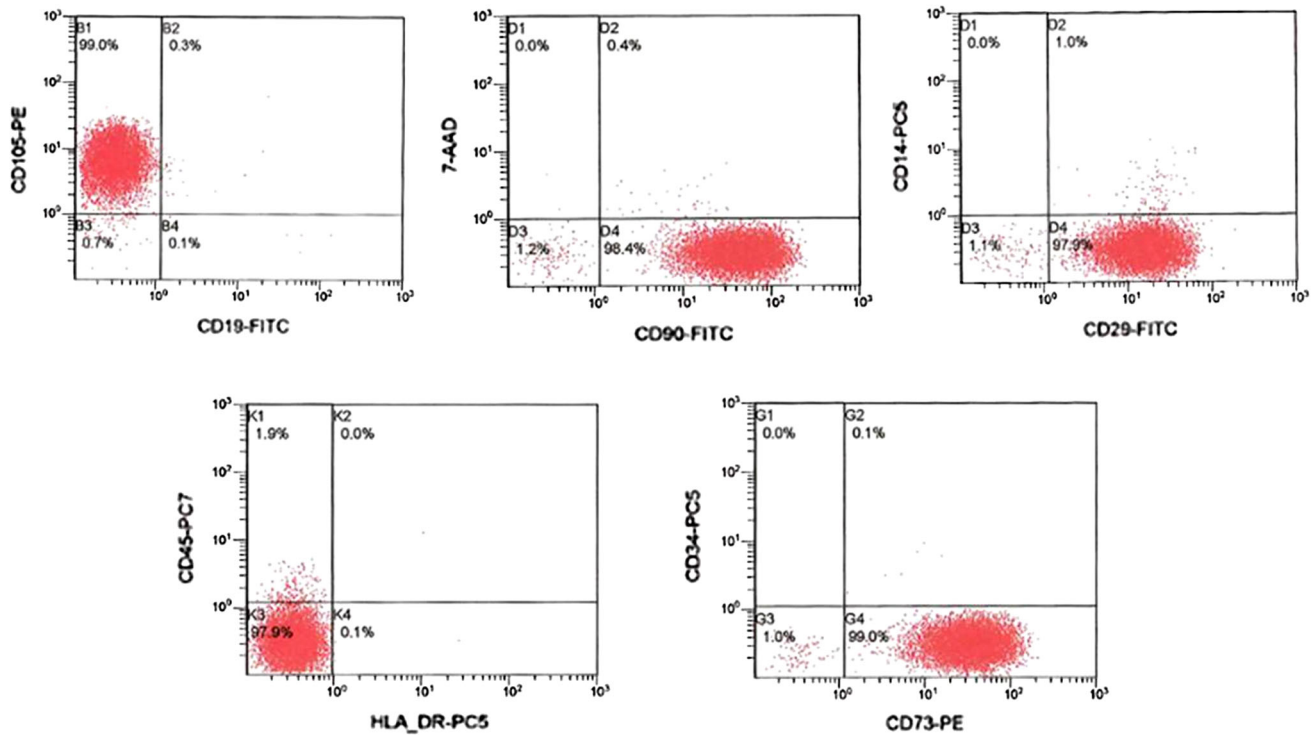 10³
B1
99.0%
B2
0.3%
10²
CD105-PE
10¹
10⁰
B3
0.7%
B4
0.1%
10⁰ 10¹ 10² 10³
CD19-FITC
10³
D1
0.0%
D2
0.4%
10²
7-AAD
10¹
10⁰
D3
1.2%
D4
98.4%
10⁰ 10¹ 10² 10³
CD90-FITC
10³
D1
0.0%
D2
1.0%
10²
CD14-PC5
10¹
10⁰
D3
1.1%
D4
97.9%
10⁰ 10¹ 10² 10³
CD29-FITC
10³
K1
1.9%
K2
0.0%
10²
CD45-PC7
10¹
10⁰
K3
97.9%
K4
0.1%
10⁰ 10¹ 10² 10³
HLA_DR-PC5
10³
G1
0.0%
G2
0.1%
10²
CD34-PC5
10¹
10⁰
G3
1.0%
G4
99.0%
10⁰ 10¹ 10² 10³
CD73-PE